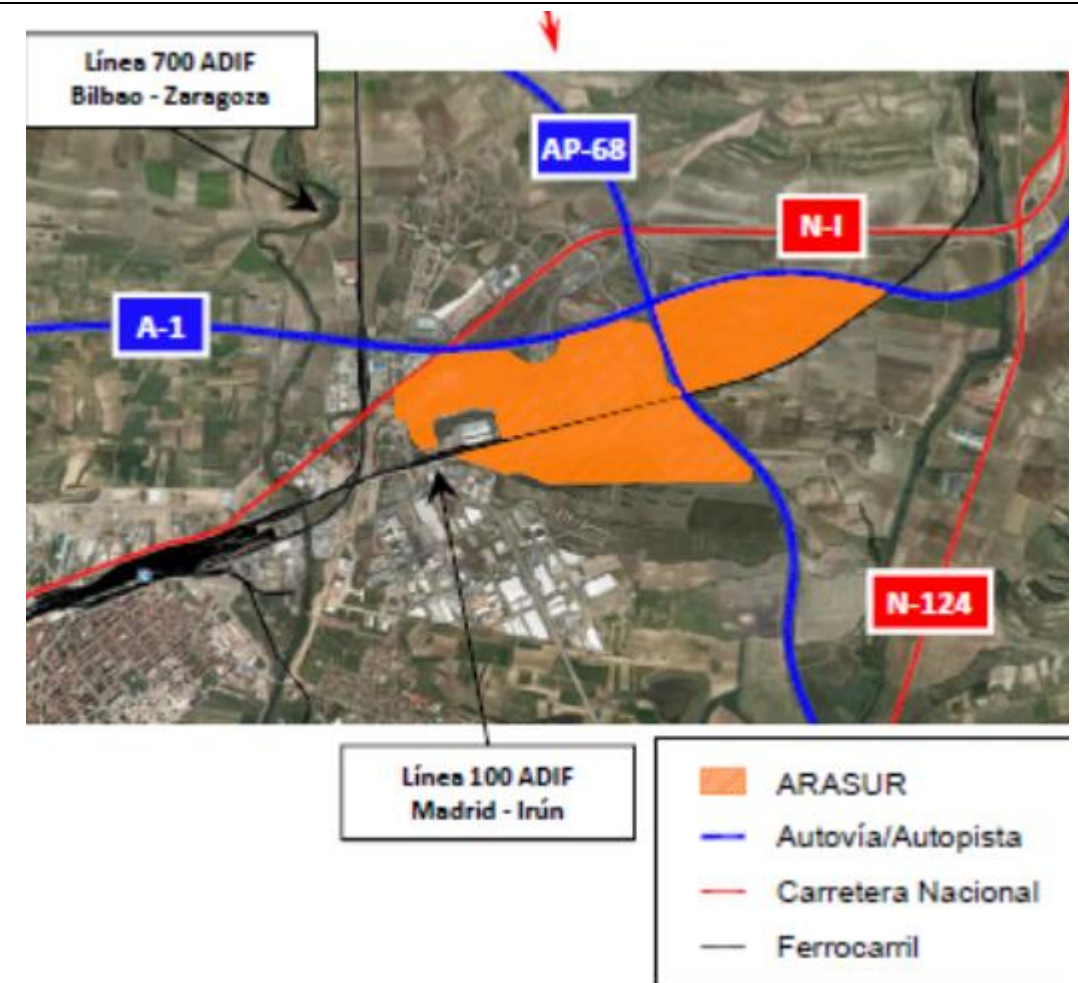 Línea 700 ADIF
Bilbao - Zaragoza
AP-68
N-I
A-1
N-124
Línea 100 ADIF
Madrid - Irún
ARASUR
Autovía/Autopista
Carretera Nacional
Ferrocarril